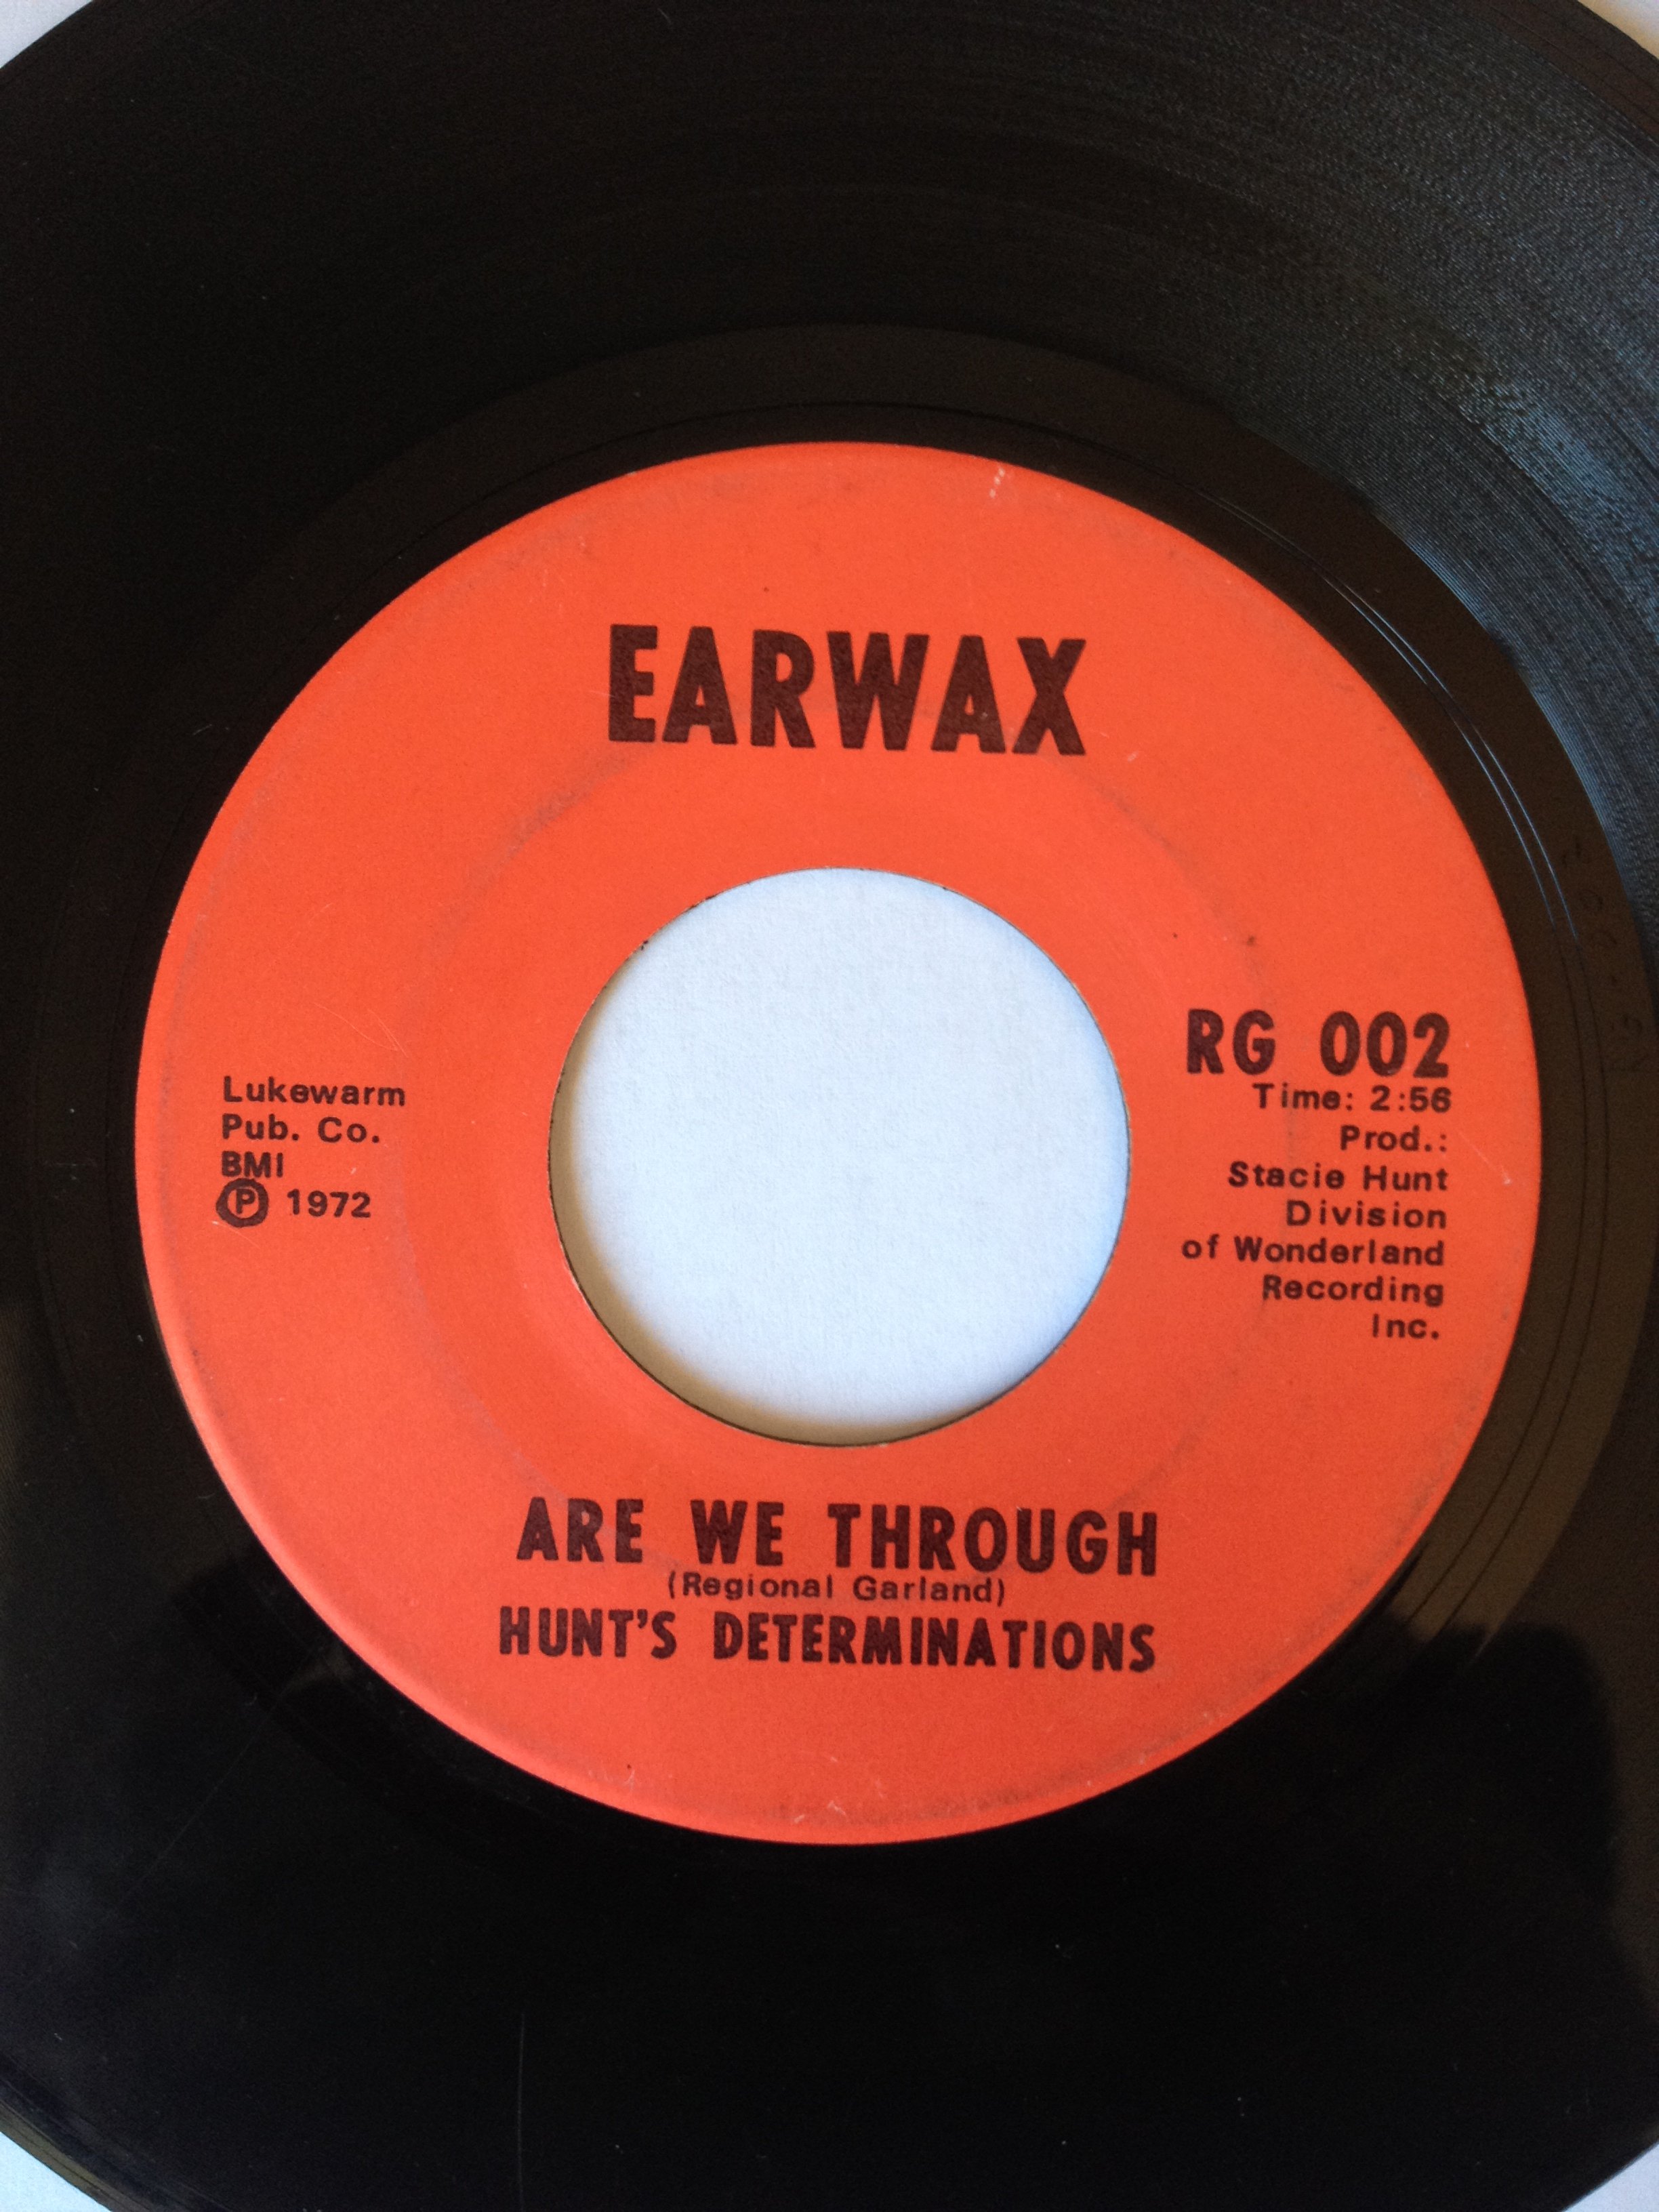 EARWAX
Lukewarm
Pub. Co.
BMI
Ⓟ 1972
RG 002
Time: 2:56
Prod.:
Stacie Hunt
Division
of Wonderland
Recording
Inc.
ARE WE THROUGH
(Regional Garland)
HUNT'S DETERMINATIONS